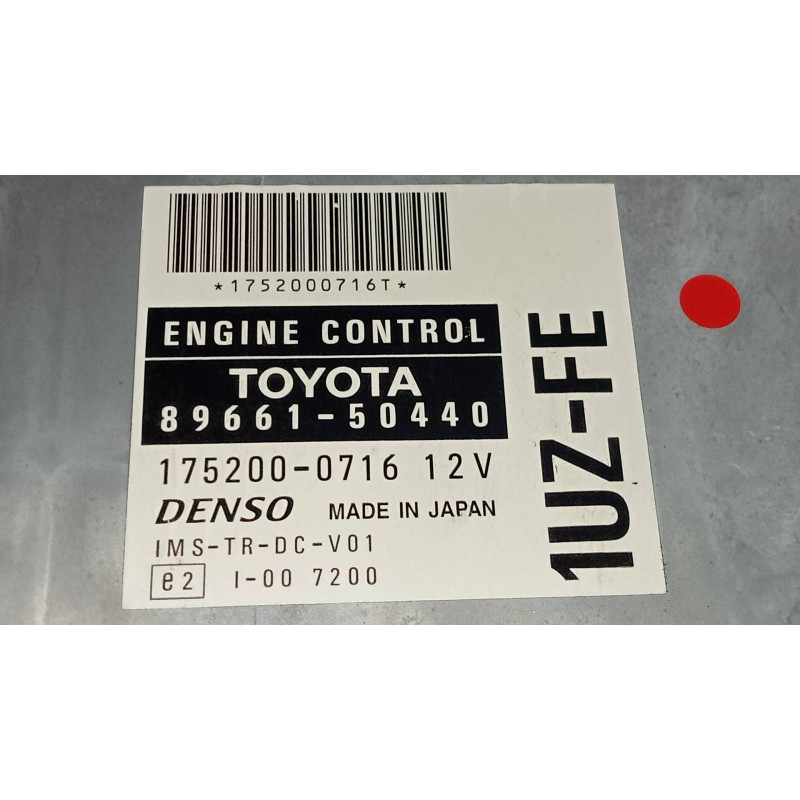 *1752000716T*
ENGINE CONTROL
TOYOTA
89661-50440
175200-0716 12V
DENSO MADE IN JAPAN
IMS-TR-DC-V01
e2 I-00 7200
1UZ-FE